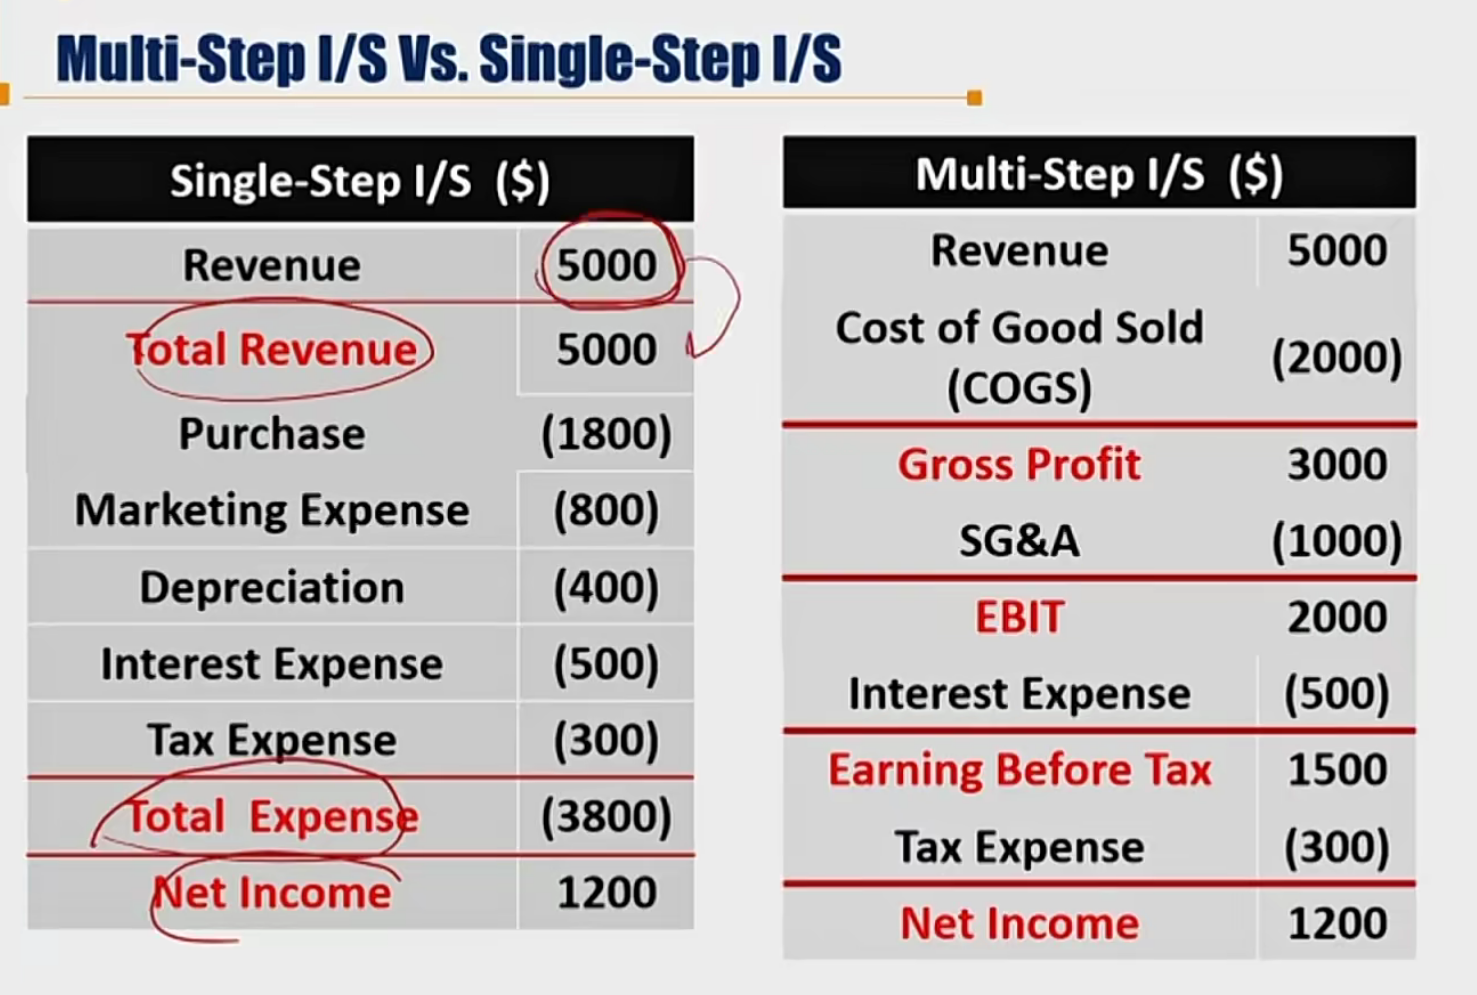 Multi-Step I/S Vs. Single-Step I/S
Single-Step I/S ($)
Revenue 5000
Total Revenue 5000
Purchase (1800)
Marketing Expense (800)
Depreciation (400)
Interest Expense (500)
Tax Expense (300)
Total Expense (3800)
Net Income 1200
Multi-Step I/S ($)
Revenue 5000
Cost of Good Sold
(COGS) (2000)
Gross Profit 3000
SG&A (1000)
EBIT 2000
Interest Expense (500)
Earning Before Tax 1500
Tax Expense (300)
Net Income 1200